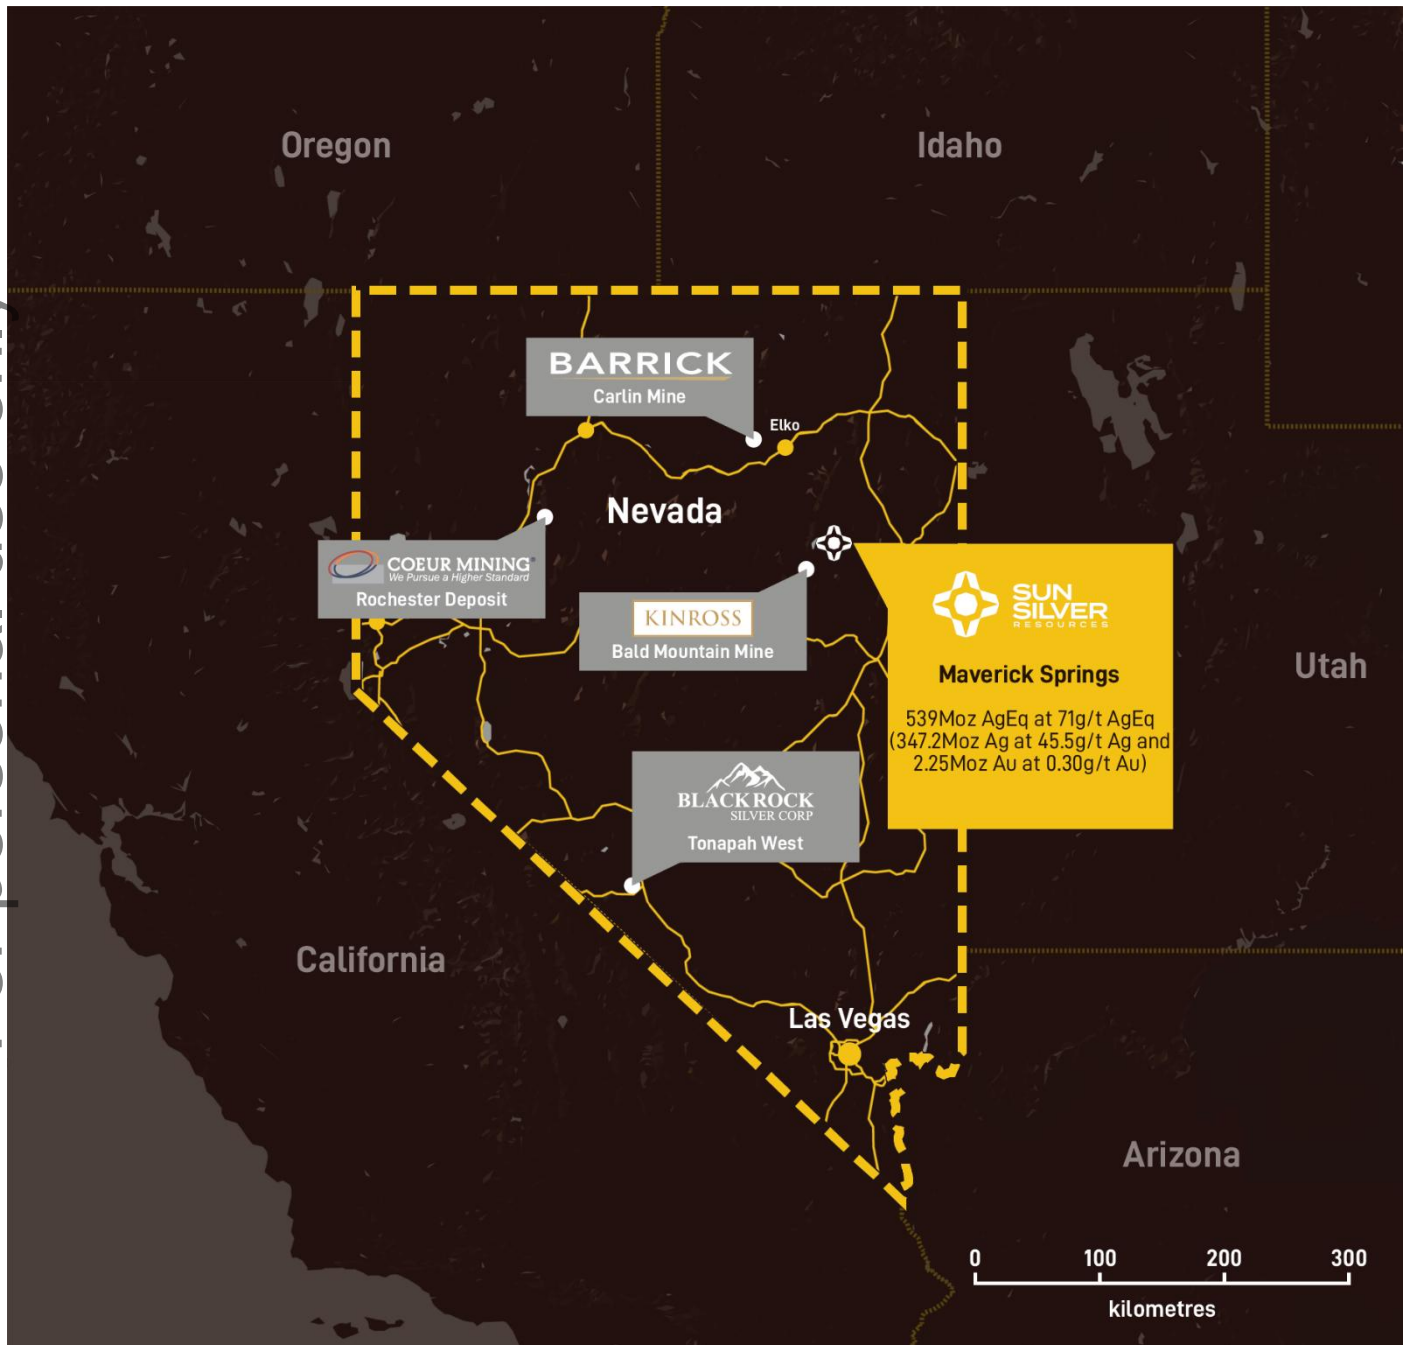 Oregon
Idaho
BARRICK
Carlin Mine
Elko
Nevada
COEUR MINING®
We Pursue a Higher Standard
Rochester Deposit
KINROSS
Bald Mountain Mine
SUN
SILVER
RESOURCES
Maverick Springs
539Moz AgEq at 71g/t AgEq
(347.2Moz Ag at 45.5g/t Ag and
2.25Moz Au at 0.30g/t Au)
Utah
BLACKROCK
SILVER CORP
Tonapah West
California
Las Vegas
Arizona
0 100 200 300
kilometres